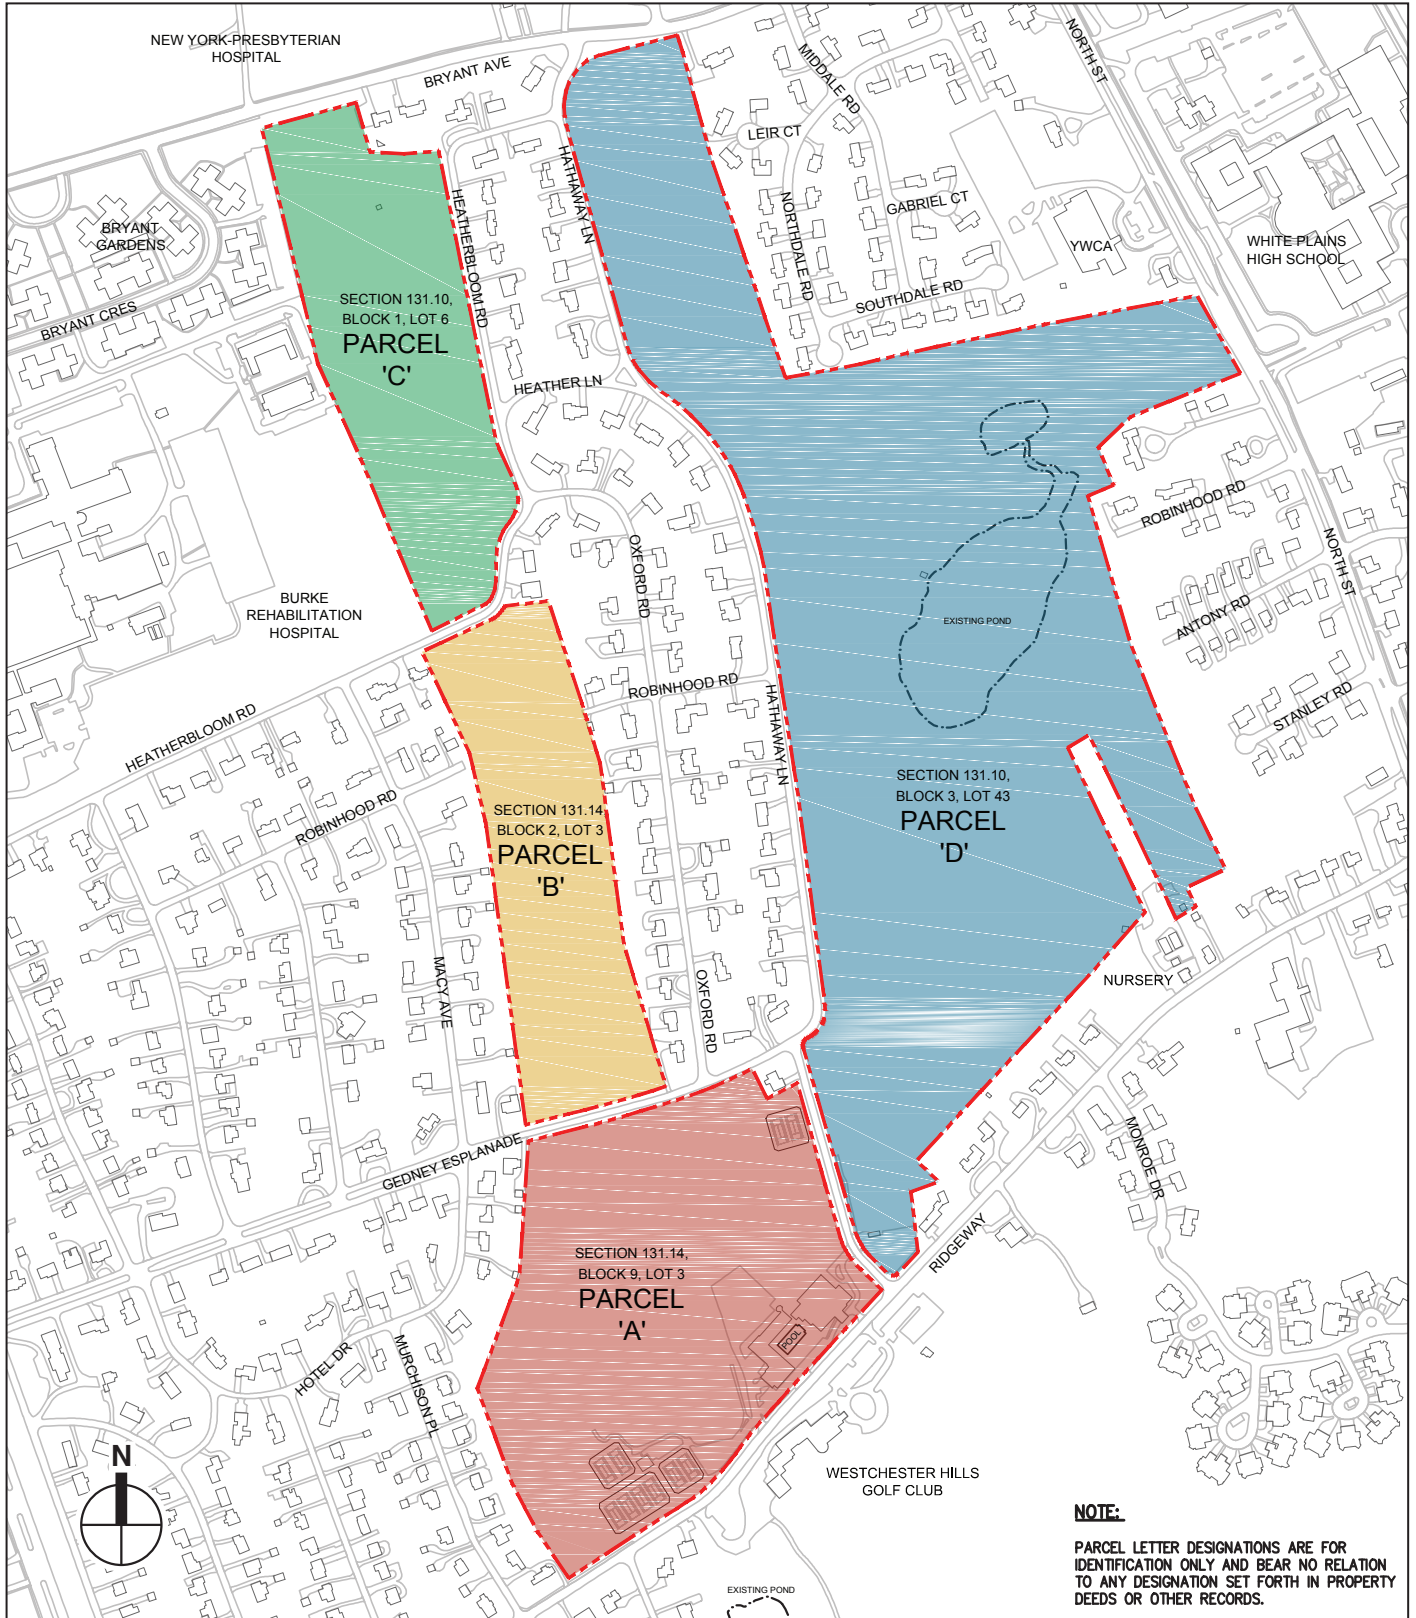 NEW YORK-PRESBYTERIAN
HOSPITAL
BRYANT AVE
MIDDALE RD
NORTH ST
LEIR CT
HATHAWAY LN
HEATHERBLOOM RD
NORTHDALE RD
GABRIEL CT
BRYANT
GARDENS
YWCA
WHITE PLAINS
HIGH SCHOOL
SOUTHDALE RD
BRYANT CRES
SECTION 131.10,
BLOCK 1, LOT 6
PARCEL
'C'
HEATHER LN
ROBINHOOD RD
OXFORD RD
NORTH ST
BURKE
REHABILITATION
HOSPITAL
ANTONY RD
EXISTING POND
ROBINHOOD RD
HATHAWAY LN
STANLEY RD
HEATHERBLOOM RD
SECTION 131.10,
BLOCK 3, LOT 43
PARCEL
'D'
ROBINHOOD RD
SECTION 131.14
BLOCK 2, LOT 3
PARCEL
'B'
MACY AVE
OXFORD RD
NURSERY
GEDNEY ESPLANADE
MONROE DR
RIDGEWAY
SECTION 131.14,
BLOCK 9, LOT 3
PARCEL
'A'
POOL
HOTEL DR
MURCHISON PL
N
WESTCHESTER HILLS
GOLF CLUB
NOTE:
PARCEL LETTER DESIGNATIONS ARE FOR
IDENTIFICATION ONLY AND BEAR NO RELATION
TO ANY DESIGNATION SET FORTH IN PROPERTY
DEEDS OR OTHER RECORDS.
EXISTING POND